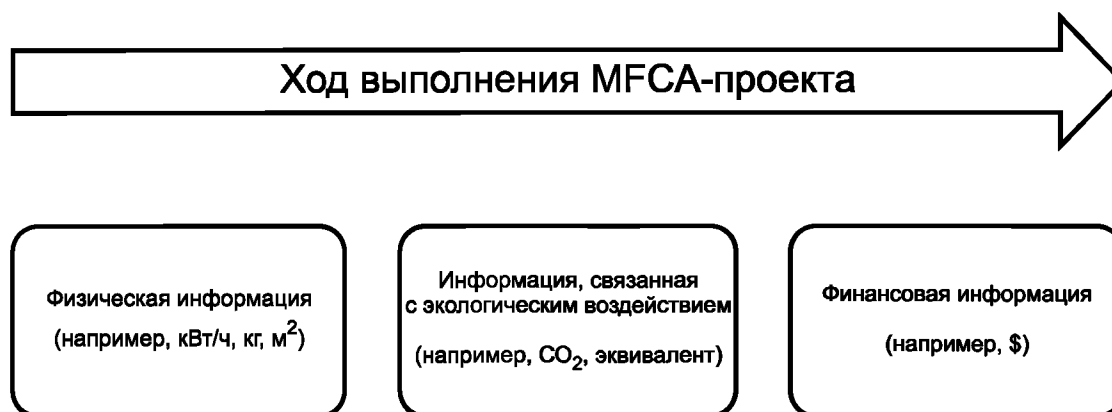 Ход выполнения MFCA-проекта
Физическая информация
(например, кВт/ч, кг, м²)
Информация, связанная
с экологическим воздействием
(например, CO₂, эквивалент)
Финансовая информация
(например, $)